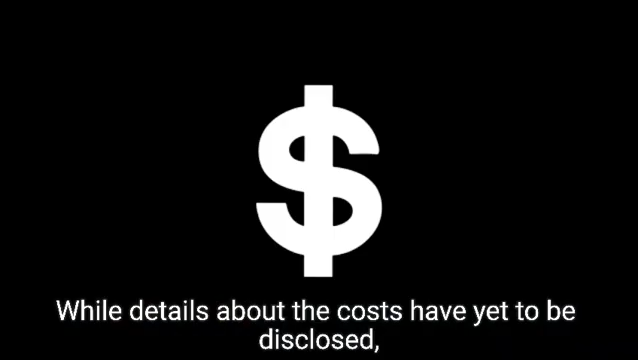 $
While details about the costs have yet to be
disclosed,